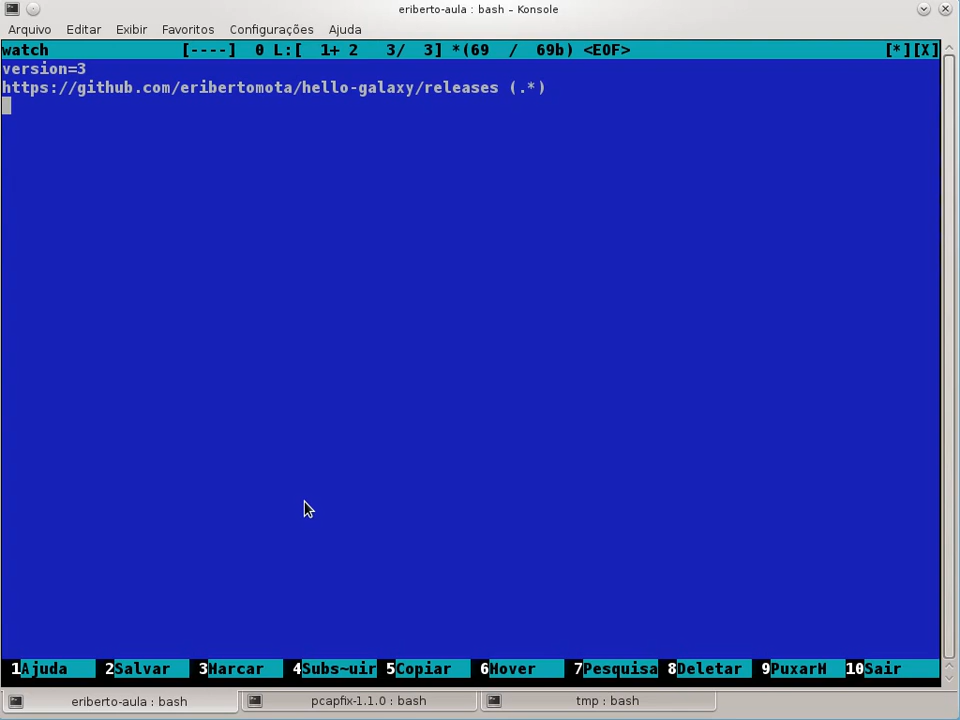 eriberto-aula : bash – Konsole
Arquivo Editar Exibir Favoritos Configurações Ajuda
watch [----] 0 L:[ 1+ 2 3/ 3] *(69 / 69b) <EOF> [*][X]
version=3
https://github.com/eribertomota/hello-galaxy/releases (.*)
1Ajuda 2Salvar 3Marcar 4Subs~uir 5Copiar 6Mover 7Pesquisa 8Deletar 9PuxarM 10Sair
eriberto-aula : bash pcapfix-1.1.0 : bash tmp : bash